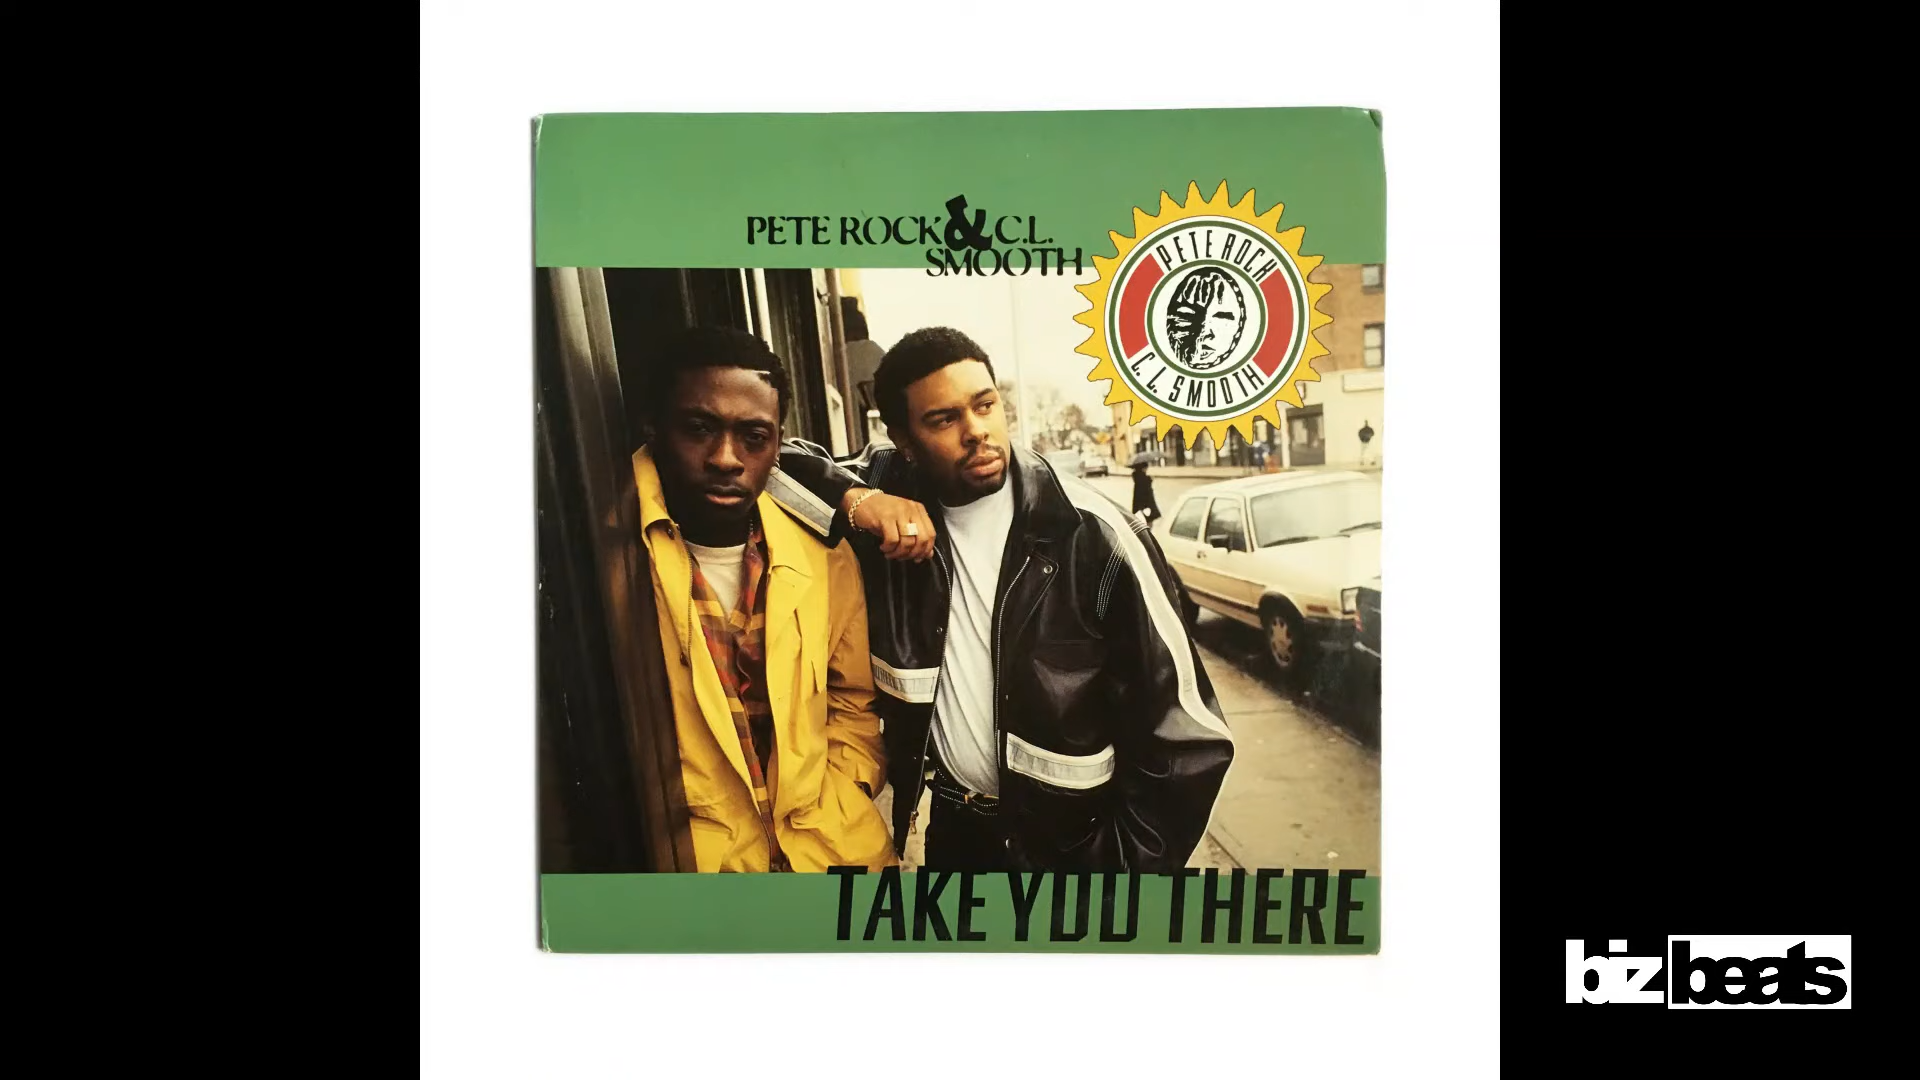 PETE ROCK & C.L.
SMOOTH
PETE ROCK
C. L. SMOOTH
TAKE YOU THERE
biz beats